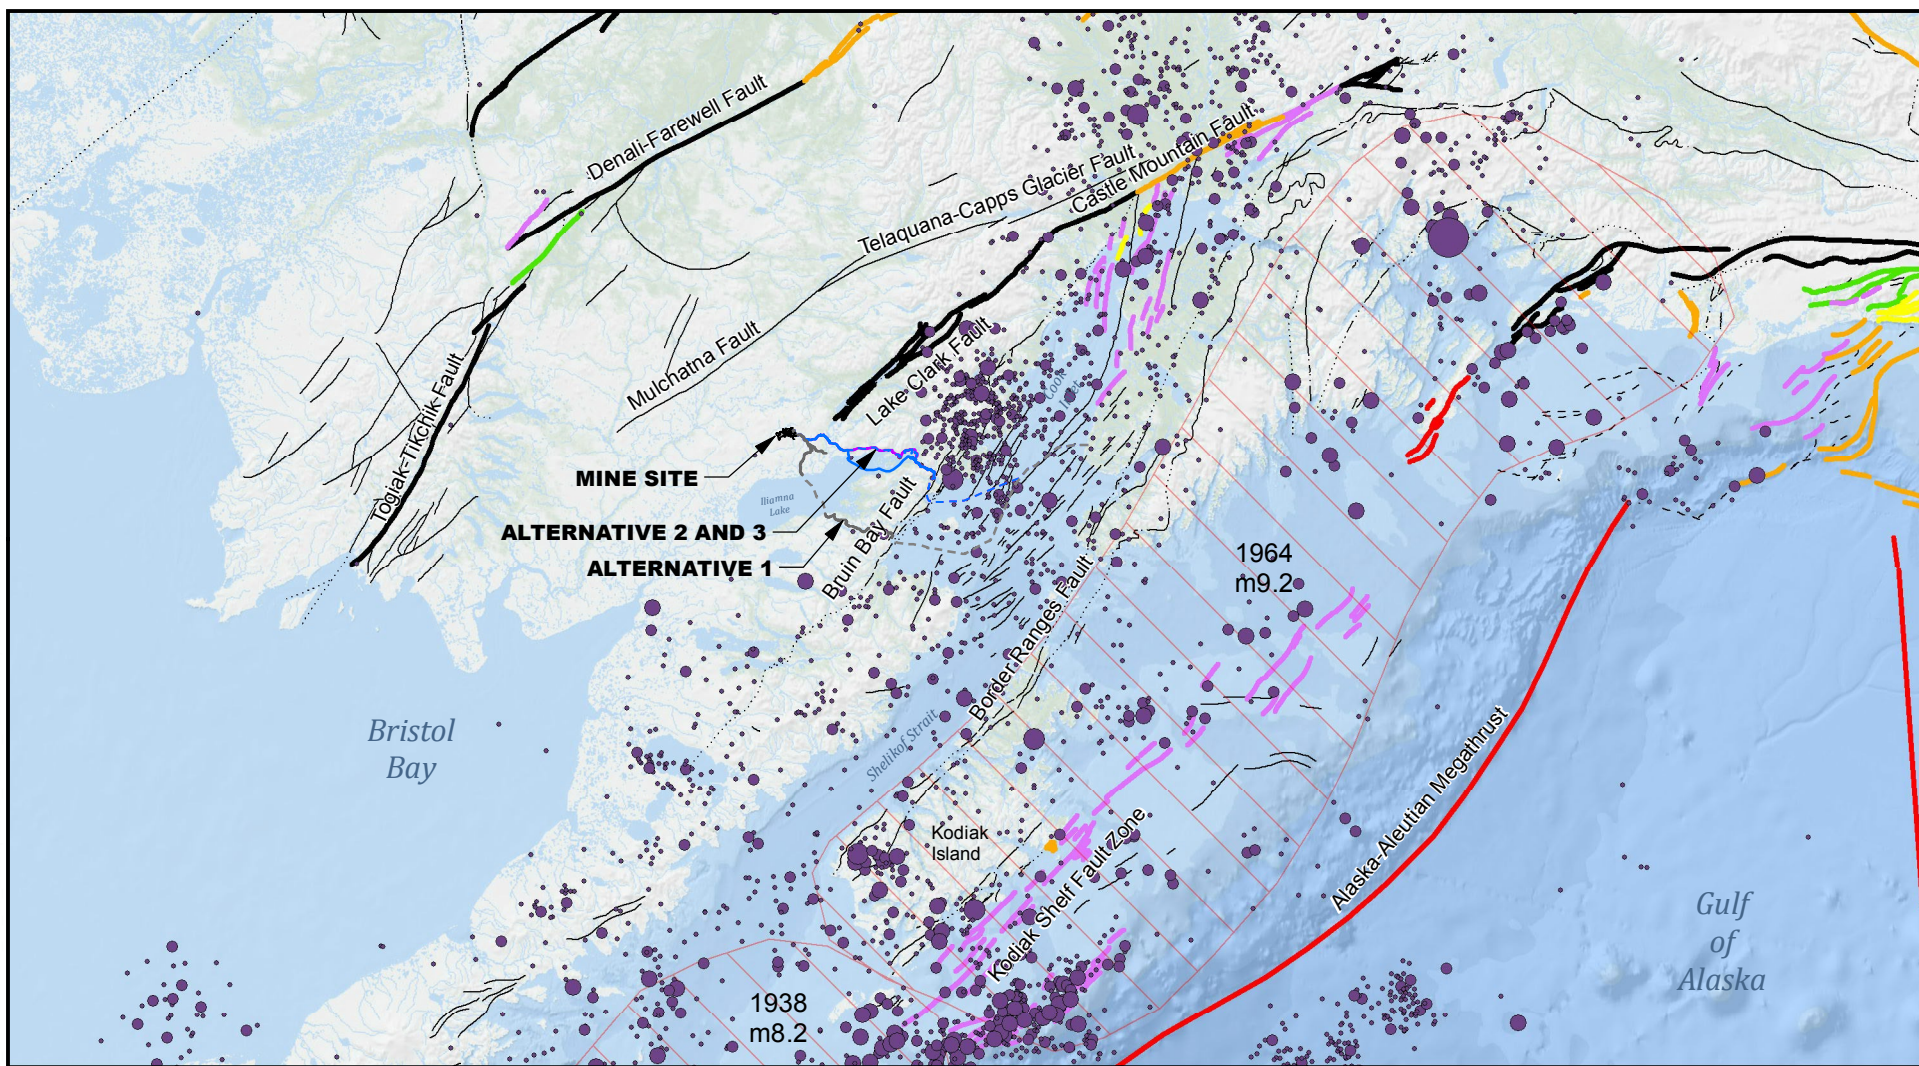 Denali-Farewell Fault
Telaquana-Capps Glacier Fault
Castle Mountain Fault
Mulchatna Fault
Lake Clark Fault
Togiak-Tikchik-Fault
Cook
Inlet
MINE SITE
Iliamna
Lake
ALTERNATIVE 2 AND 3
ALTERNATIVE 1
Bruin Bay Fault
1964
m9.2
Border Ranges Fault
Bristol
Bay
Shelikof Strait
Kodiak
Island
Kodiak Shelf Fault Zone
Alaska-Aleutian Megathrust
Gulf
of
Alaska
1938
m8.2